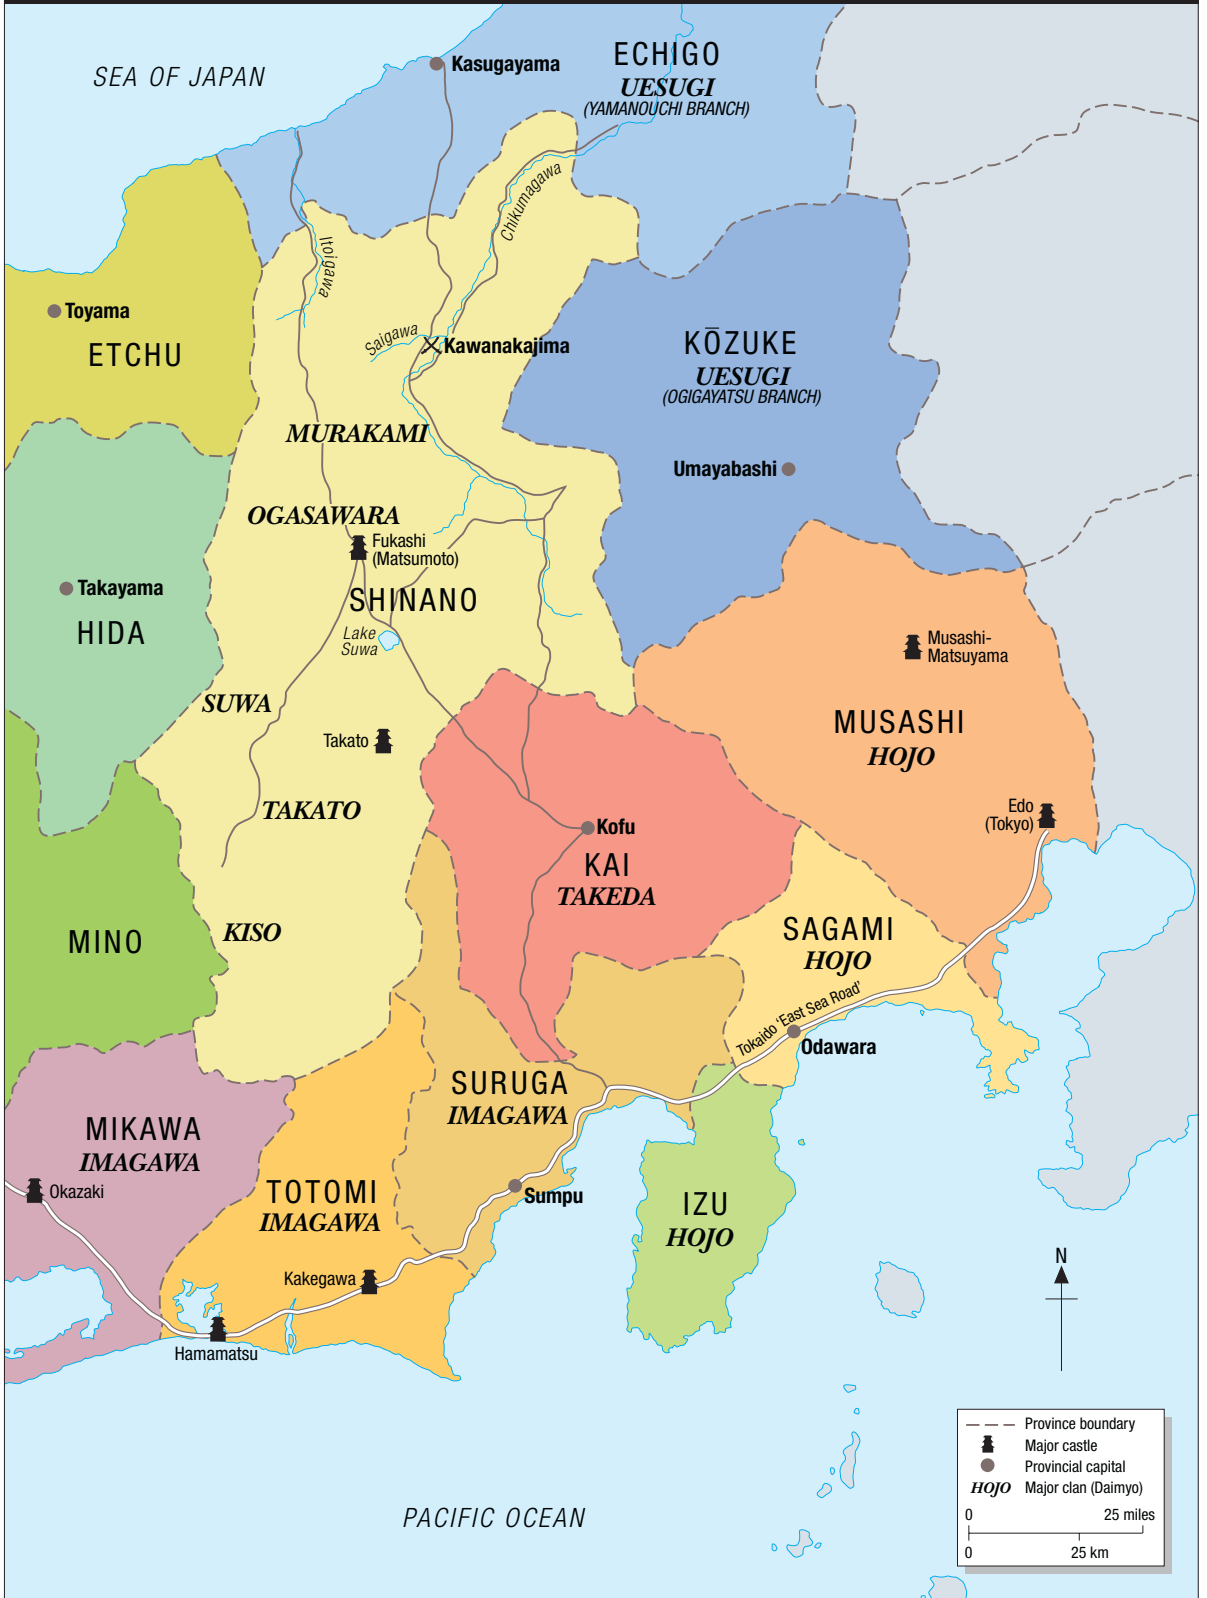 SEA OF JAPAN
Kasugayama
ECHIGO
UESUGI
(YAMANOUCHI BRANCH)
Chikumagawa
Itoigawa
Toyama
ETCHU
Saigawa
Kawanakajima
KŌZUKE
UESUGI
(OGIGAYATSU BRANCH)
MURAKAMI
Umayabashi
OGASAWARA
Fukashi
(Matsumoto)
Takayama
HIDA
SHINANO
Lake
Suwa
Musashi-
Matsuyama
SUWA
Takato
MUSASHI
HOJO
TAKATO
Edo
(Tokyo)
Kofu
KAI
TAKEDA
MINO
KISO
SAGAMI
HOJO
Tokaido ‘East Sea Road’
Odawara
SURUGA
IMAGAWA
MIKAWA
IMAGAWA
Okazaki
TOTOMI
IMAGAWA
Sumpu
IZU
HOJO
Kakegawa
Hamamatsu
N
PACIFIC OCEAN
Province boundary
Major castle
Provincial capital
HOJO Major clan (Daimyo)
0 25 miles
0 25 km